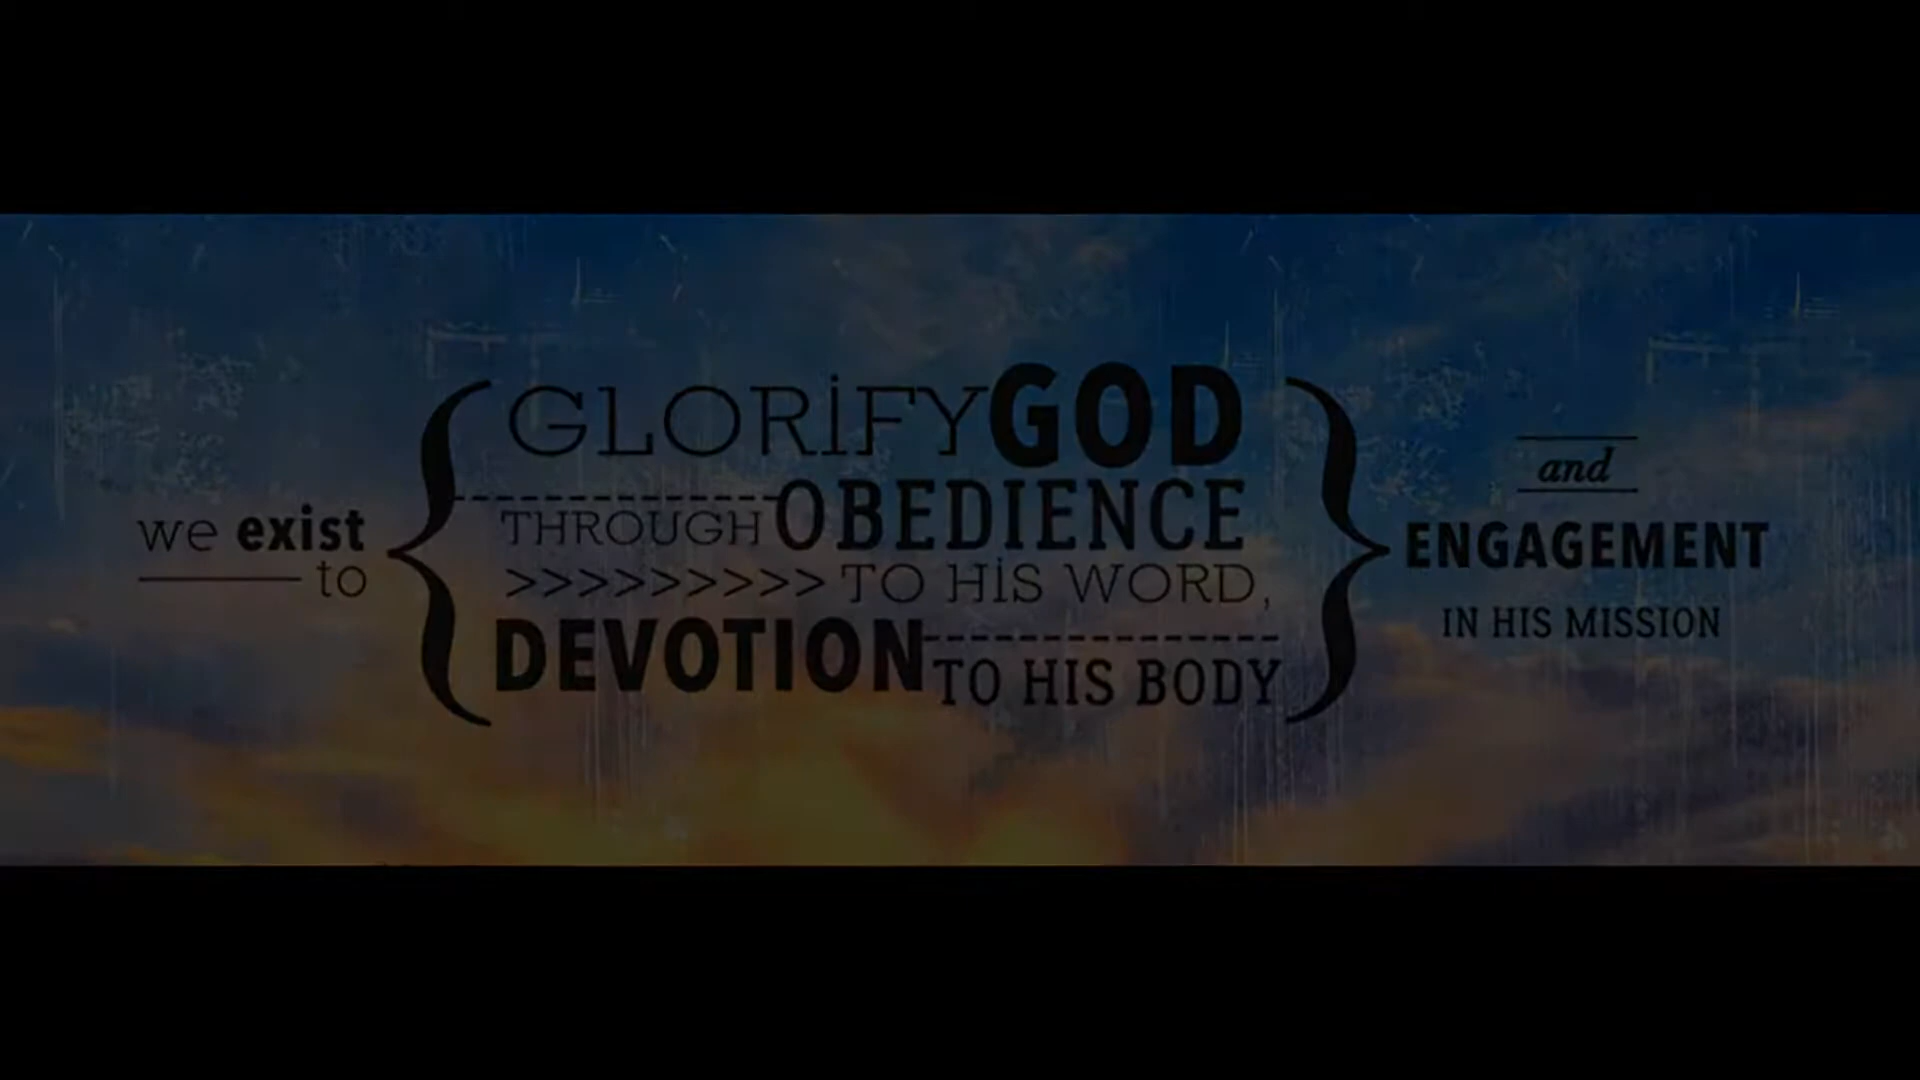 we exist
to
GLORIFY GOD
THROUGH OBEDIENCE
>>>>>>>>> TO HIS WORD,
DEVOTION TO HIS BODY
and
ENGAGEMENT
IN HIS MISSION